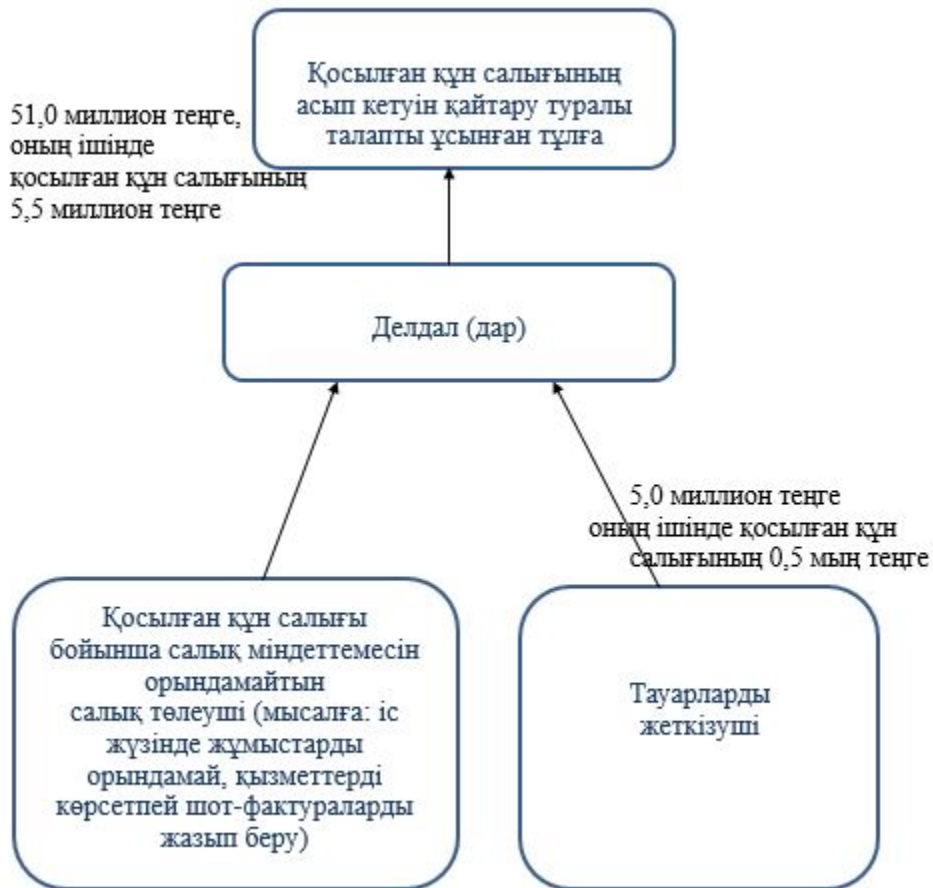 Қосылған құн салығының
асып кетуін қайтару туралы
талапты ұсынған тұлға
51,0 миллион теңге,
оның ішінде
қосылған құн салығының
5,5 миллион теңге
Делдал (дар)
5,0 миллион теңге
оның ішінде қосылған құн
салығының 0,5 мың теңге
Қосылған құн салығы
бойынша салық міндеттемесін
орындамайтын
салық төлеуші (мысалға: іс
жүзінде жұмыстарды
орындамай, қызметтерді
көрсетпей шот-фактураларды
жазып беру)
Тауарларды
жеткізуші